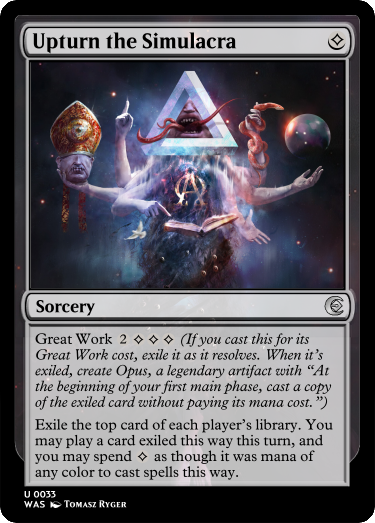 Upturn the Simulacra
Sorcery
Great Work 2 ◇ ◇ ◇ (If you cast this for its
Great Work cost, exile it as it resolves. When it's
exiled, create Opus, a legendary artifact with “At
the beginning of your first main phase, cast a copy
of the exiled card without paying its mana cost.”)
Exile the top card of each player's library. You
may play a card exiled this way this turn, and
you may spend ◇ as though it was mana of
any color to cast spells this way.
U 0033
WAS Tomasz Ryger